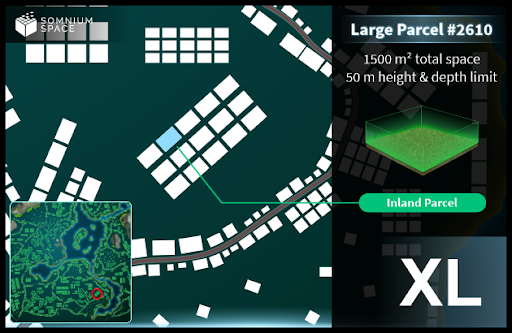 SOMNIUM
SPACE
Large Parcel #2610
1500 m² total space
50 m height & depth limit
Inland Parcel
XL